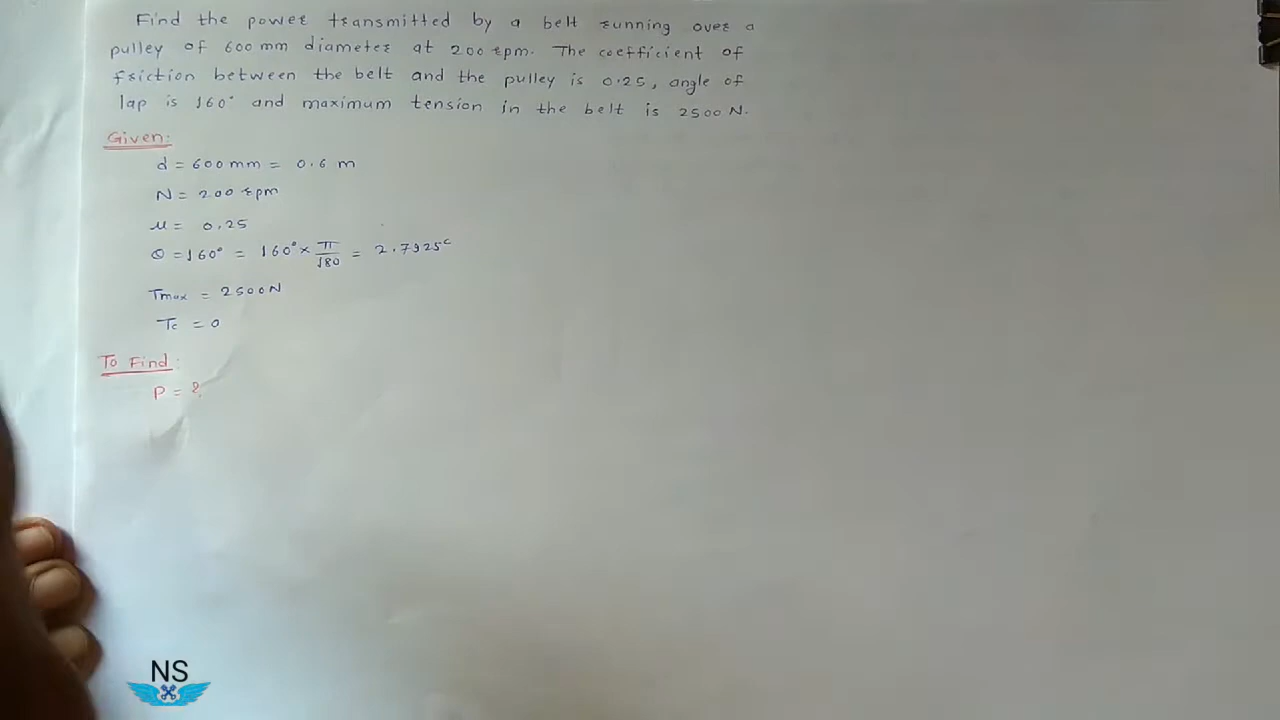 Find the power transmitted by a belt running over a
pulley of 600 mm diameter at 200 rpm. The coefficient of
friction between the belt and the pulley is 0.25, angle of
lap is 160° and maximum tension in the belt is 2500 N.
Given:
d = 600 mm = 0.6 m
N = 200 rpm
μ = 0.25
θ = 160° = 160° × π/180 = 2.7925ᶜ
Tmax = 2500N
Tc = 0
To Find:
P = ?
NS